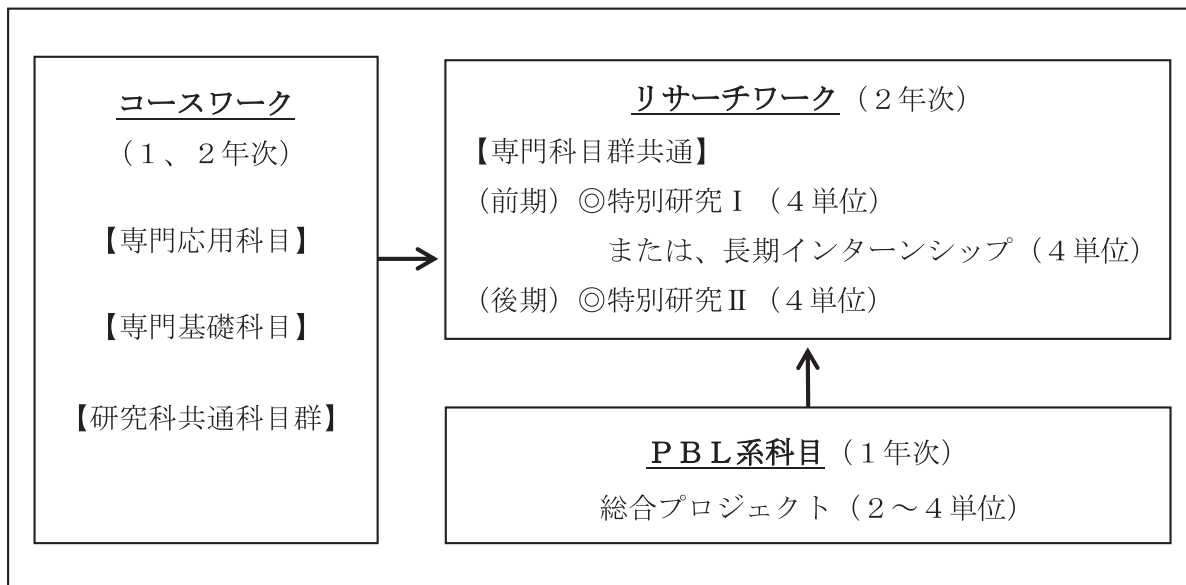 コースワーク
（１、２年次）
【専門応用科目】
【専門基礎科目】
【研究科共通科目群】
リサーチワーク（２年次）
【専門科目群共通】
（前期）◎特別研究Ⅰ（４単位）
または、長期インターンシップ（４単位）
（後期）◎特別研究Ⅱ（４単位）
ＰＢＬ系科目（１年次）
総合プロジェクト（２～４単位）